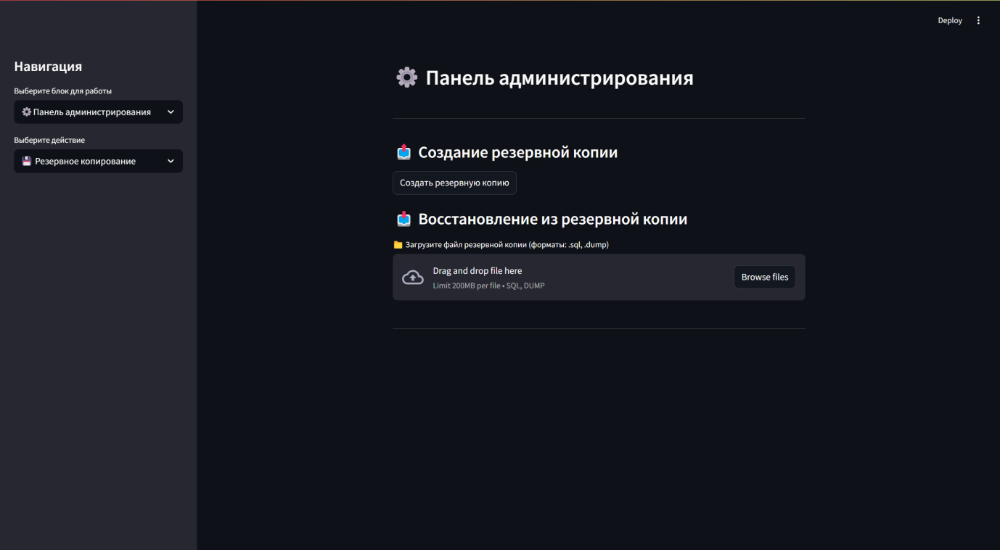 Deploy
Навигация
Выберите блок для работы
Панель администрирования
Выберите действие
Резервное копирование
Панель администрирования
Создание резервной копии
Создать резервную копию
Восстановление из резервной копии
Загрузите файл резервной копии (форматы: .sql, .dump)
Drag and drop file here
Limit 200MB per file • SQL, DUMP
Browse files